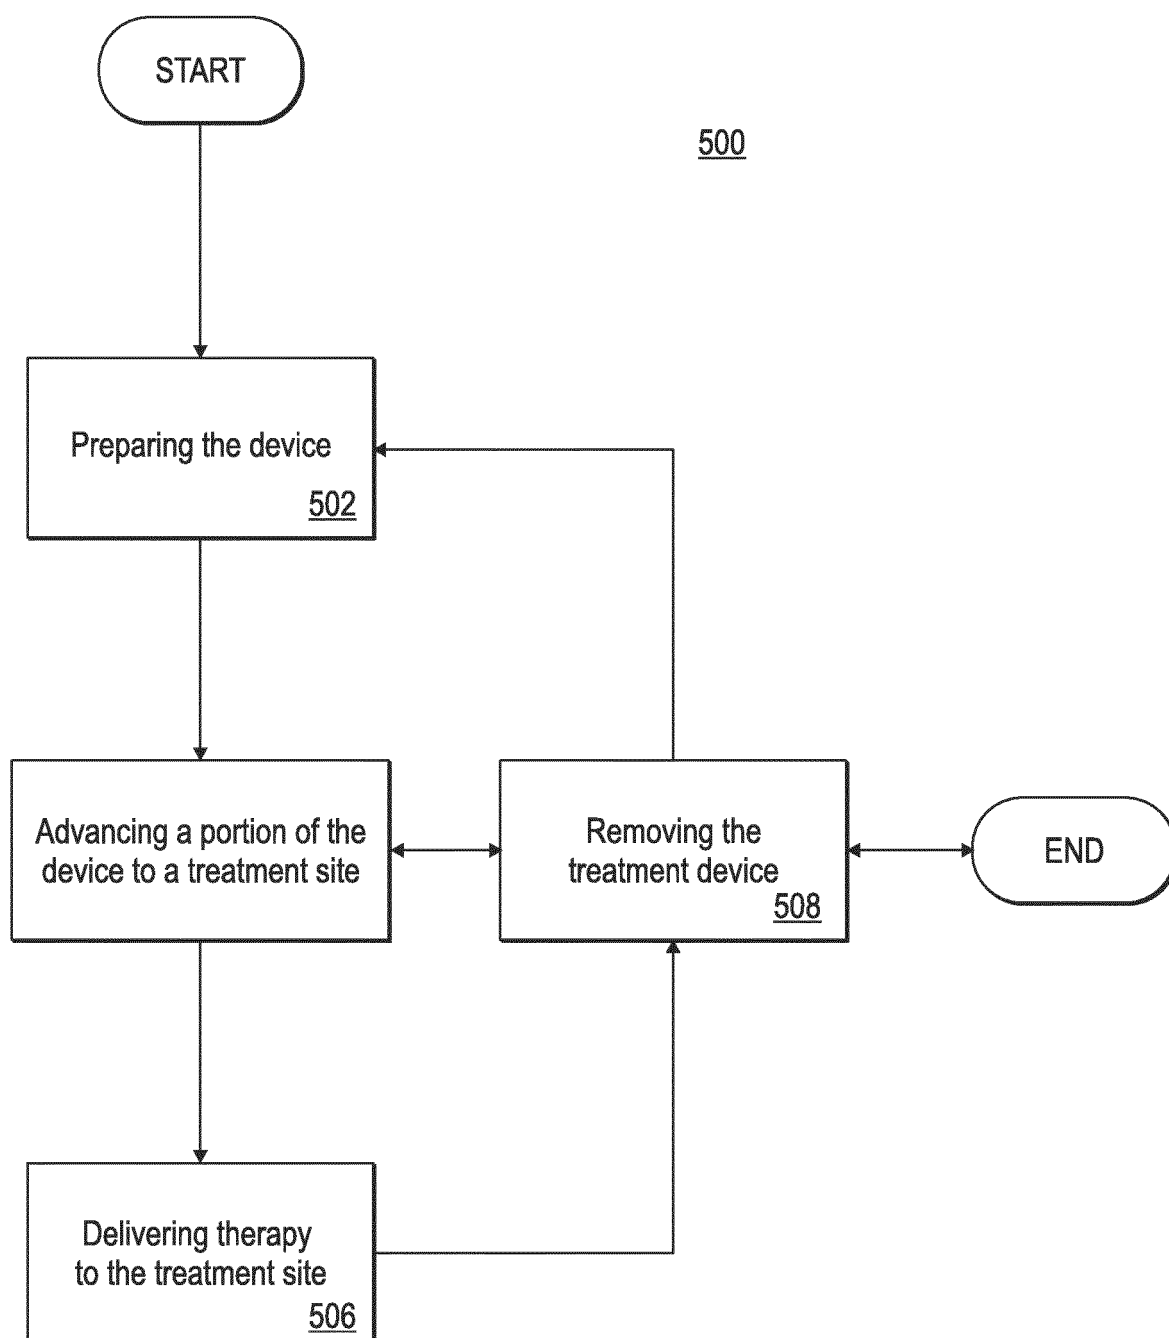 START
500
Preparing the device
502
Advancing a portion of the
device to a treatment site
Removing the
treatment device
508
END
Delivering therapy
to the treatment site
506